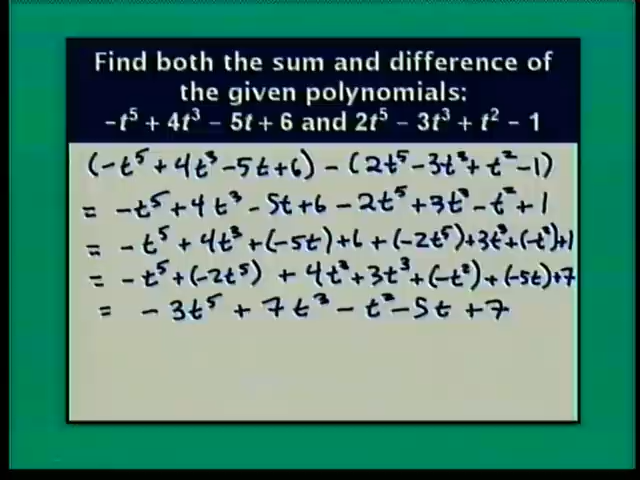 Find both the sum and difference of
the given polynomials:
-t⁵ + 4t³ – 5t + 6 and 2t⁵ – 3t³ + t² – 1
(-t⁵ + 4t³ - 5t + 6) - (2t⁵ - 3t³ + t² - 1)
= -t⁵ + 4t³ - 5t + 6 - 2t⁵ + 3t³ - t² + 1
= -t⁵ + 4t³ + (-5t) + 6 + (-2t⁵) + 3t³ + (-t²) + 1
= -t⁵ + (-2t⁵) + 4t³ + 3t³ + (-t²) + (-5t) + 7
= -3t⁵ + 7t³ - t² - 5t + 7